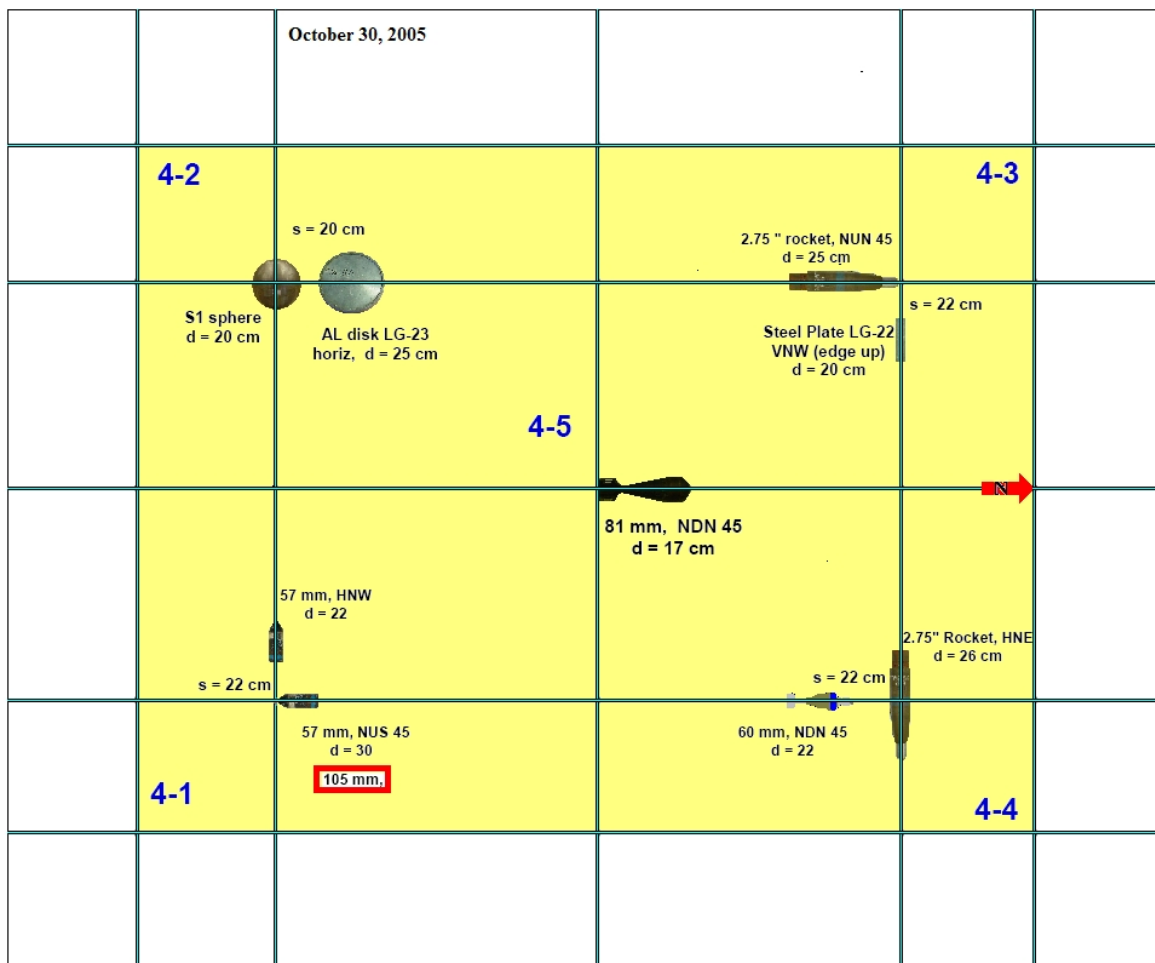 October 30, 2005
4-2
4-3
s = 20 cm
2.75 " rocket, NUN 45
d = 25 cm
S1 sphere
d = 20 cm
AL disk LG-23
horiz, d = 25 cm
s = 22 cm
Steel Plate LG-22
VNW (edge up)
d = 20 cm
4-5
N
81 mm, NDN 45
d = 17 cm
57 mm, HNW
d = 22
2.75" Rocket, HNE
d = 26 cm
s = 22 cm
s = 22 cm
57 mm, NUS 45
d = 30
60 mm, NDN 45
d = 22
105 mm,
4-1
4-4